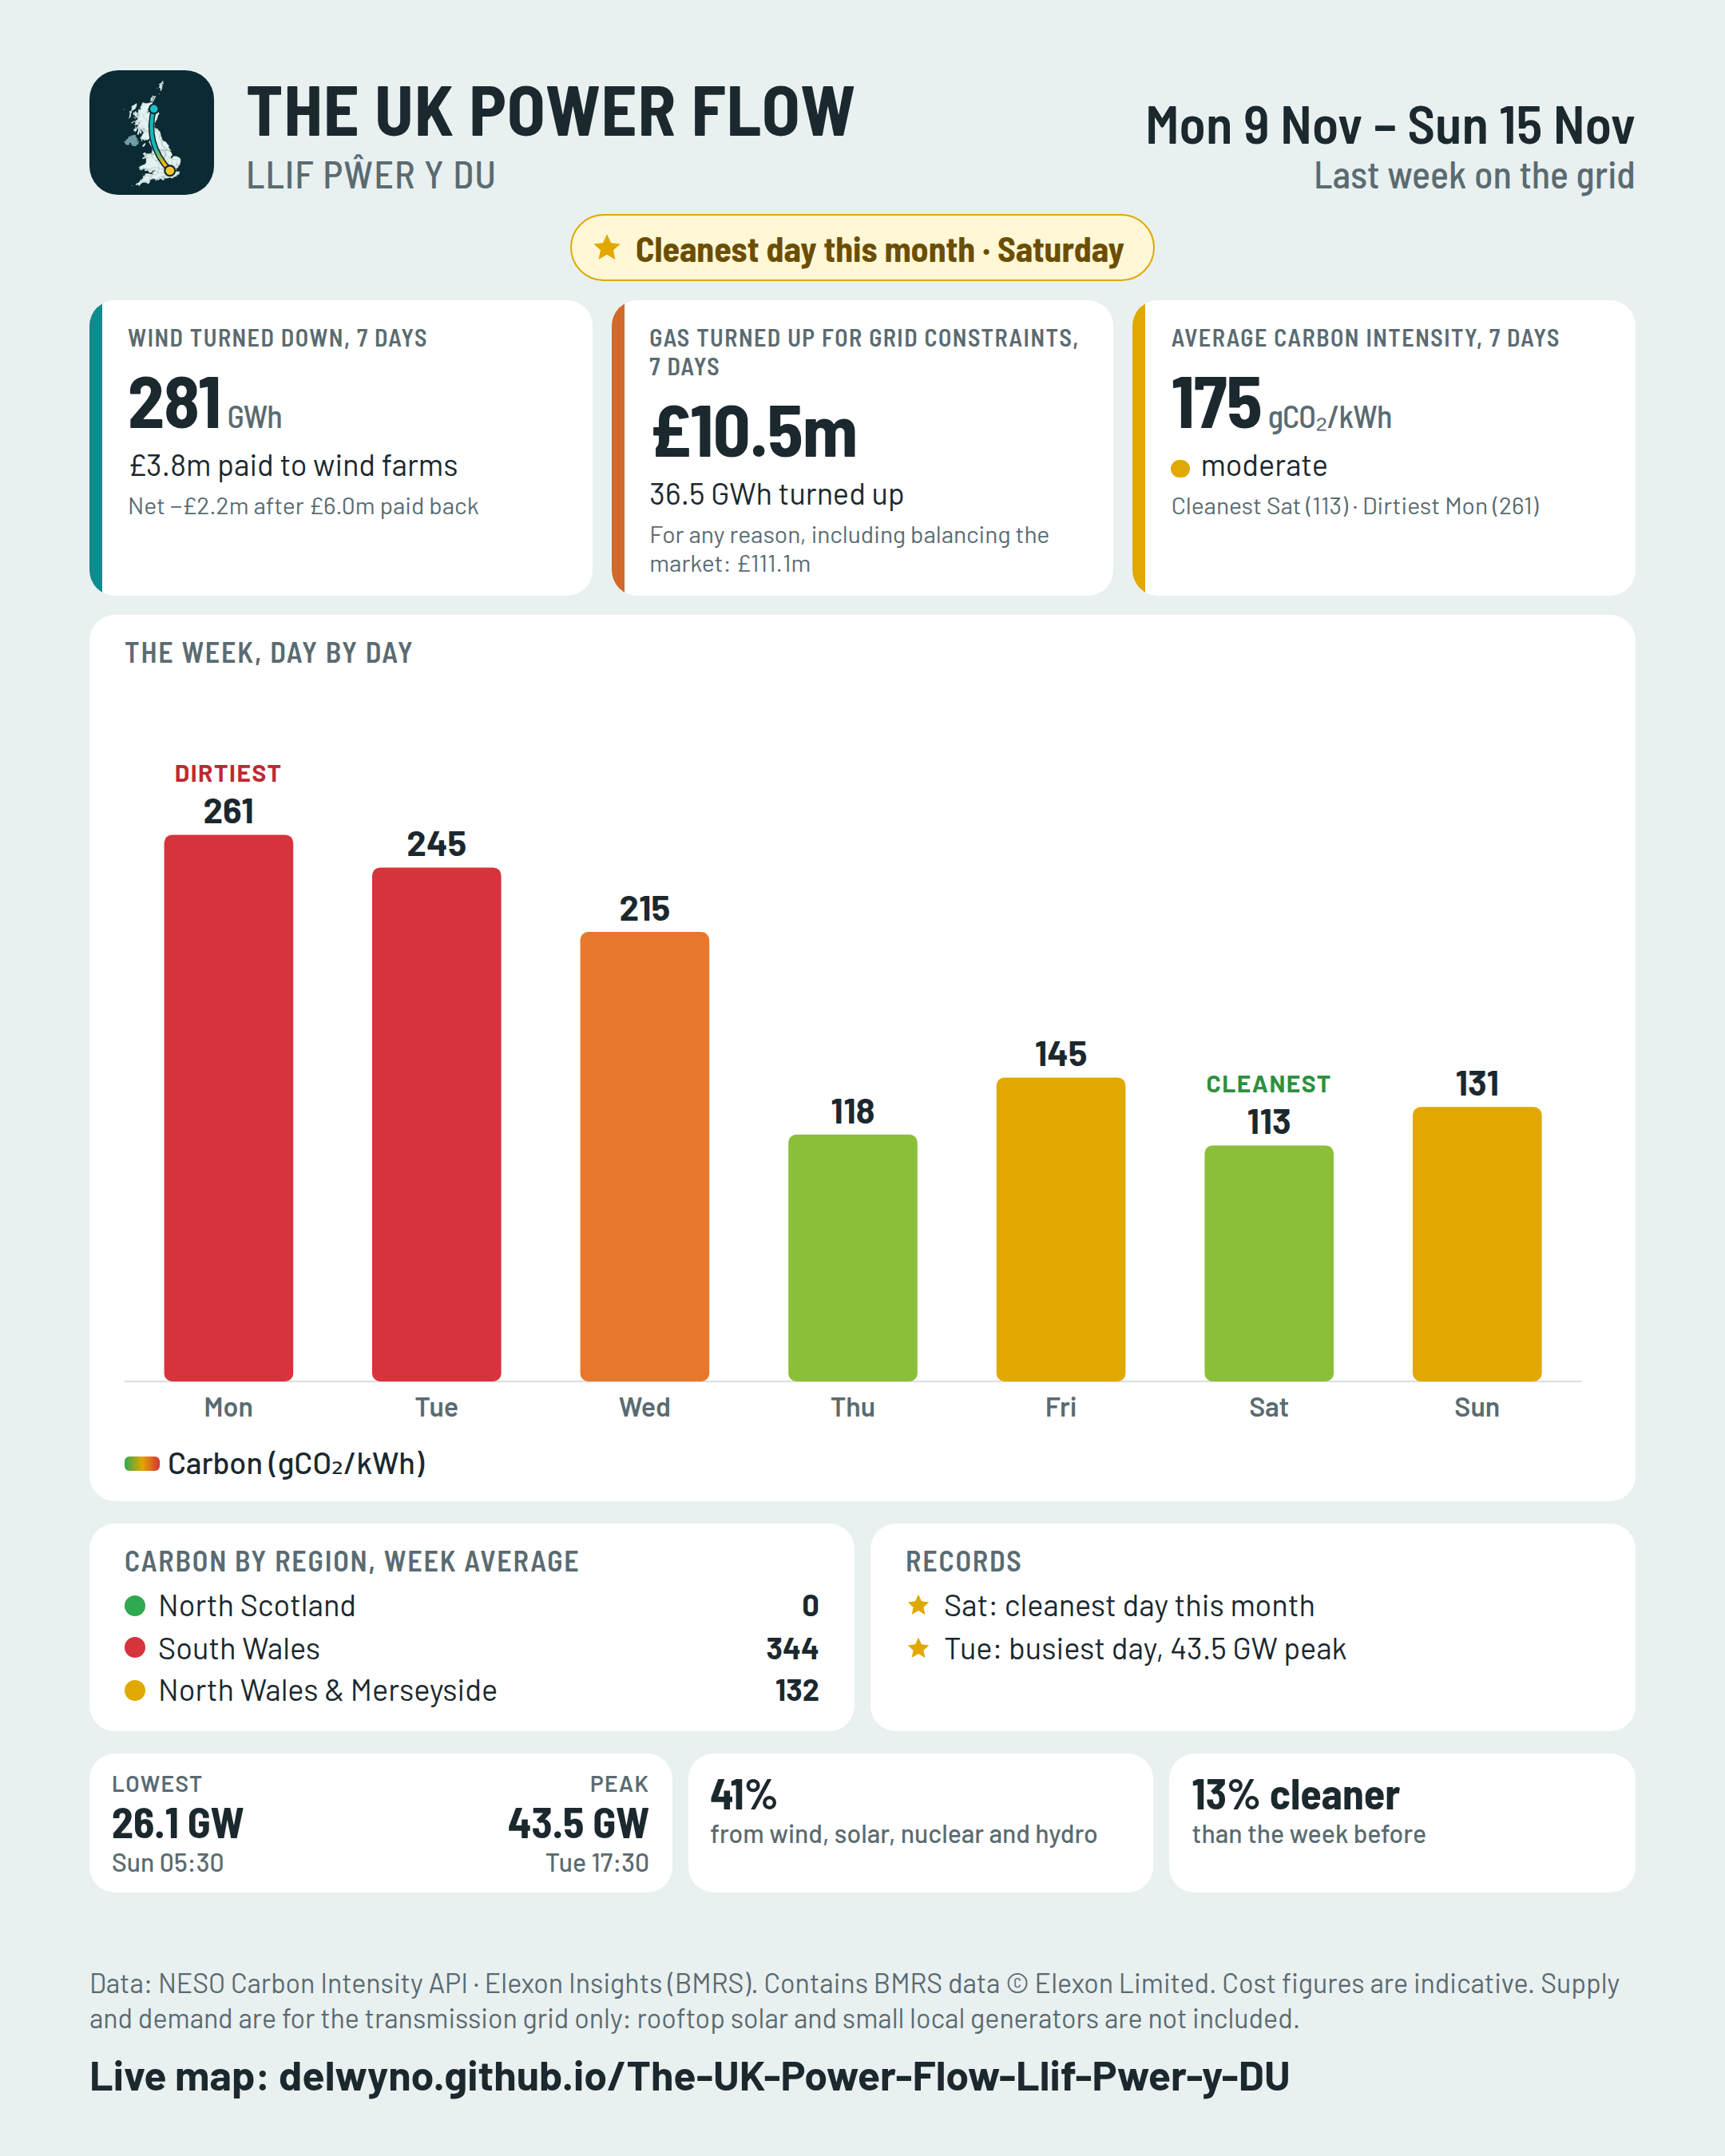 THE UK POWER FLOW
LLIF PŴER Y DU
Mon 9 Nov – Sun 15 Nov
Last week on the grid
★ Cleanest day this month · Saturday
WIND TURNED DOWN, 7 DAYS
281 GWh
£3.8m paid to wind farms
Net −£2.2m after £6.0m paid back
GAS TURNED UP FOR GRID CONSTRAINTS,
7 DAYS
£10.5m
36.5 GWh turned up
For any reason, including balancing the
market: £111.1m
AVERAGE CARBON INTENSITY, 7 DAYS
175 gCO₂/kWh
moderate
Cleanest Sat (113) · Dirtiest Mon (261)
THE WEEK, DAY BY DAY
DIRTIEST
261
245
215
118
145
CLEANEST
113
131
Mon Tue Wed Thu Fri Sat Sun
Carbon (gCO₂/kWh)
CARBON BY REGION, WEEK AVERAGE
North Scotland 0
South Wales 344
North Wales & Merseyside 132
RECORDS
★ Sat: cleanest day this month
★ Tue: busiest day, 43.5 GW peak
LOWEST
26.1 GW
Sun 05:30
PEAK
43.5 GW
Tue 17:30
41%
from wind, solar, nuclear and hydro
13% cleaner
than the week before
Data: NESO Carbon Intensity API · Elexon Insights (BMRS). Contains BMRS data © Elexon Limited. Cost figures are indicative. Supply
and demand are for the transmission grid only: rooftop solar and small local generators are not included.
Live map: delwyno.github.io/The-UK-Power-Flow-Llif-Pwer-y-DU